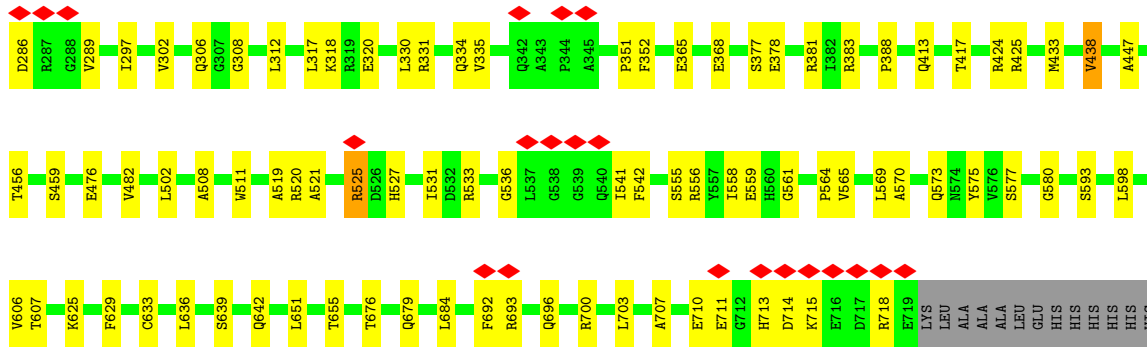 D286 R287 G288 V289 I297 V302 Q306 G307 G308 L312 L317 K318 R319 E320 L330 R331 Q334 V335 Q342 A343 P344 A345 P351 F352 E365 E368 S377 E378 R381 I382 R383 P388 Q413 T417 R424 R425 M433 V438 A447
T456 S459 E476 V482 L502 A508 W511 A519 R520 A521 R525 D526 H527 I531 D532 R533 G536 L537 G538 G539 Q540 I541 F542 S555 R556 Y557 I558 E559 H560 G561 P564 V565 L569 A570 Q573 N574 Y575 V576 S577 G580 S593 L598
V606 T607 K625 F629 C633 L636 S639 Q642 L651 T655 T676 Q679 L684 F692 R693 Q696 R700 L703 A707 E710 E711 G712 H713 D714 K715 E716 D717 R718 E719 LYS LEU ALA ALA ALA LEU GLU HIS HIS HIS HIS HIS